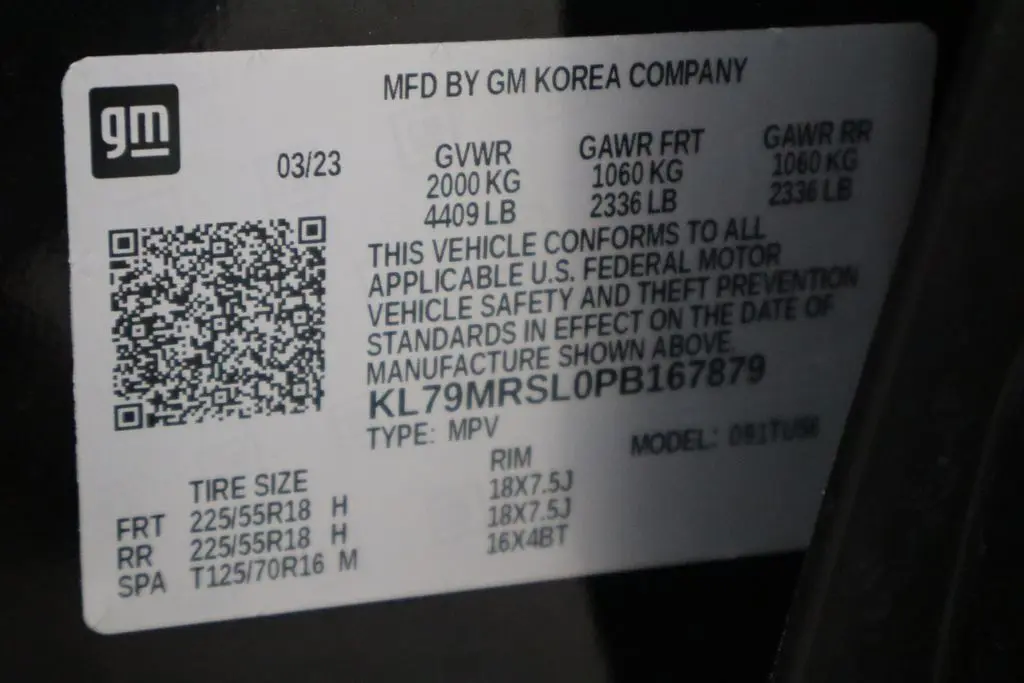 gm
MFD BY GM KOREA COMPANY
03/23
GVWR GAWR FRT GAWR RR
2000 KG 1060 KG 1060 KG
4409 LB 2336 LB 2336 LB
THIS VEHICLE CONFORMS TO ALL
APPLICABLE U.S. FEDERAL MOTOR
VEHICLE SAFETY AND THEFT PREVENTION
STANDARDS IN EFFECT ON THE DATE OF
MANUFACTURE SHOWN ABOVE.
KL79MRSL0PB167879
TYPE: MPV MODEL:
TIRE SIZE RIM
FRT 225/55R18 H 18X7.5J
RR 225/55R18 H 18X7.5J
SPA T125/70R16 M 16X4BT